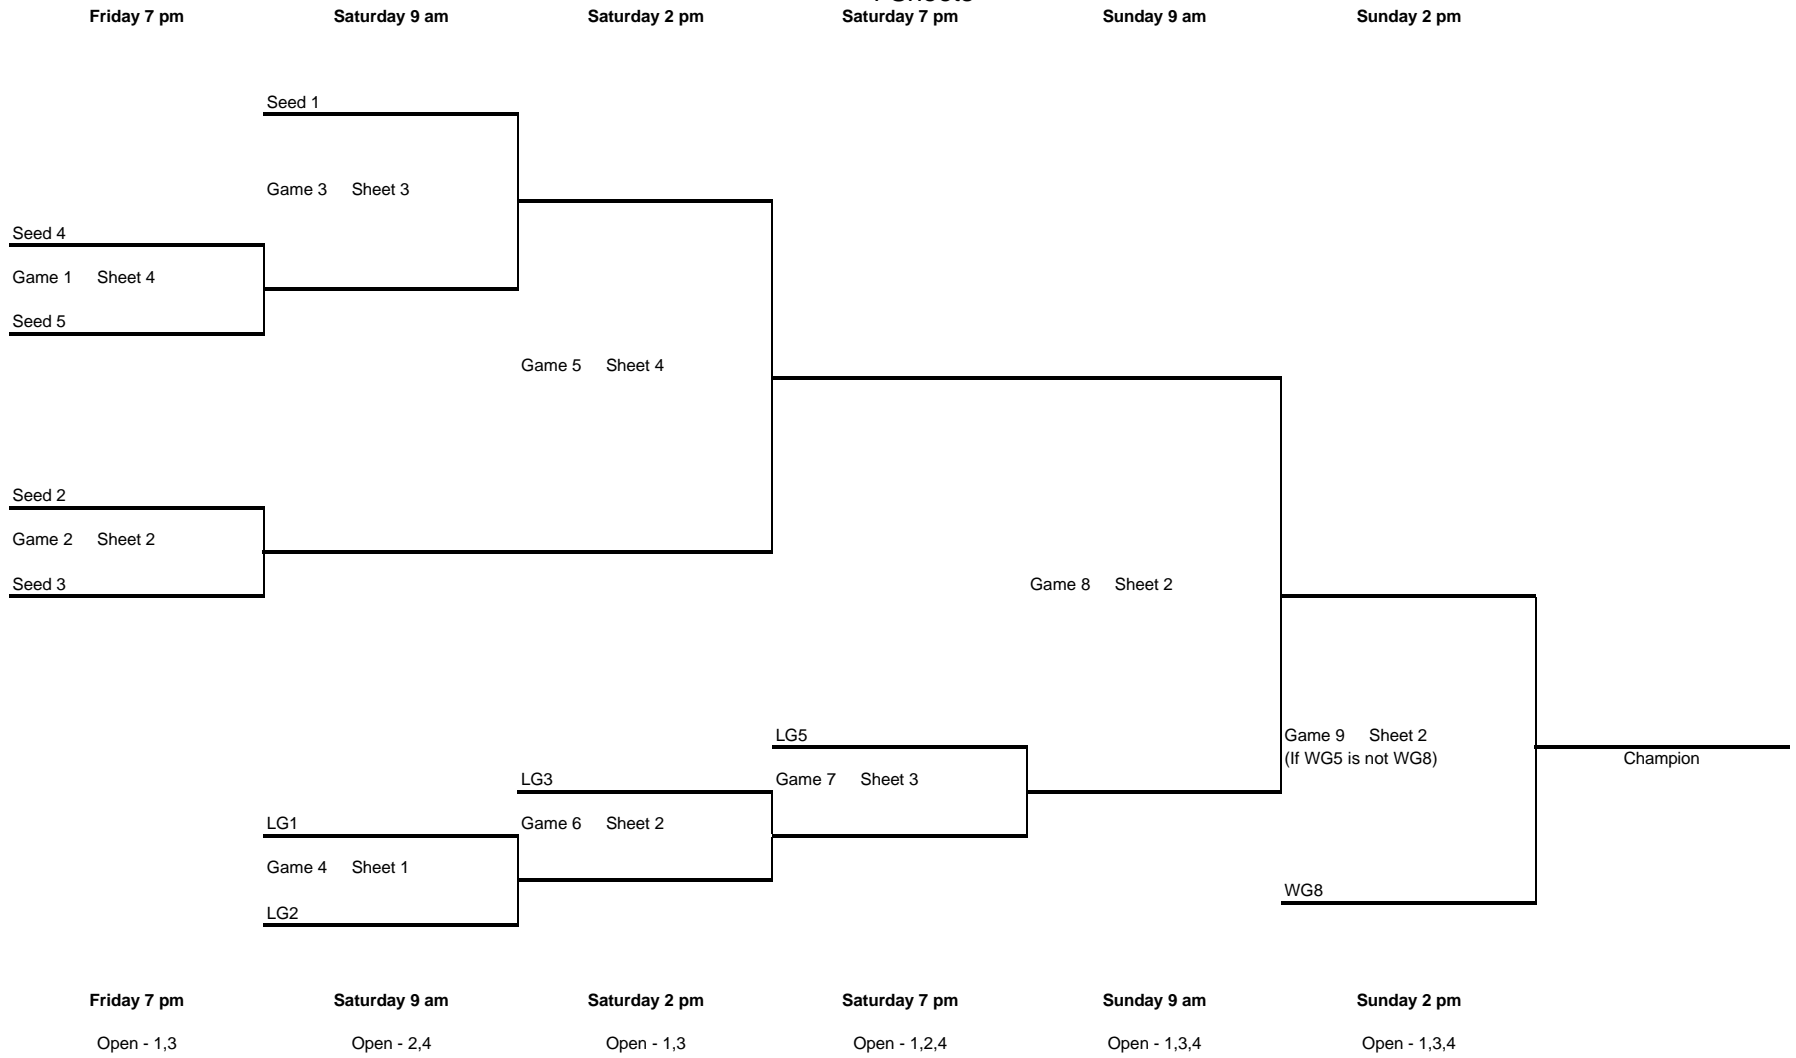 Friday 7 pm Saturday 9 am Saturday 2 pm Saturday 7 pm Sunday 9 am Sunday 2 pm
Seed 1
Game 3 Sheet 3
Seed 4
Game 1 Sheet 4
Seed 5
Game 5 Sheet 4
Seed 2
Game 2 Sheet 2
Seed 3
Game 8 Sheet 2
LG5
Game 9 Sheet 2
(If WG5 is not WG8)
Champion
LG3
Game 7 Sheet 3
LG1
Game 6 Sheet 2
Game 4 Sheet 1
WG8
LG2
Friday 7 pm Saturday 9 am Saturday 2 pm Saturday 7 pm Sunday 9 am Sunday 2 pm
Open - 1,3 Open - 2,4 Open - 1,3 Open - 1,2,4 Open - 1,3,4 Open - 1,3,4